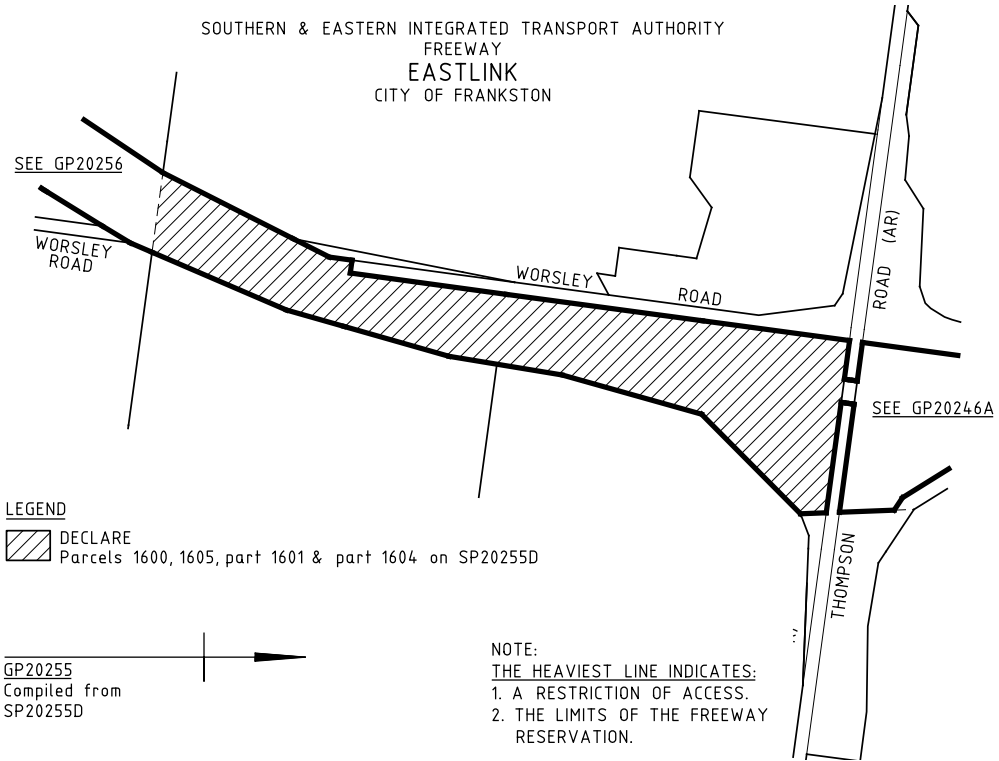 SOUTHERN & EASTERN INTEGRATED TRANSPORT AUTHORITY
FREEWAY
EASTLINK
CITY OF FRANKSTON
SEE GP20256
WORSLEY
ROAD
WORSLEY ROAD
ROAD (AR)
SEE GP20246A
THOMPSON
LEGEND
DECLARE
Parcels 1600, 1605, part 1601 & part 1604 on SP20255D
GP20255
Compiled from
SP20255D
NOTE:
THE HEAVIEST LINE INDICATES:
1. A RESTRICTION OF ACCESS.
2. THE LIMITS OF THE FREEWAY
RESERVATION.